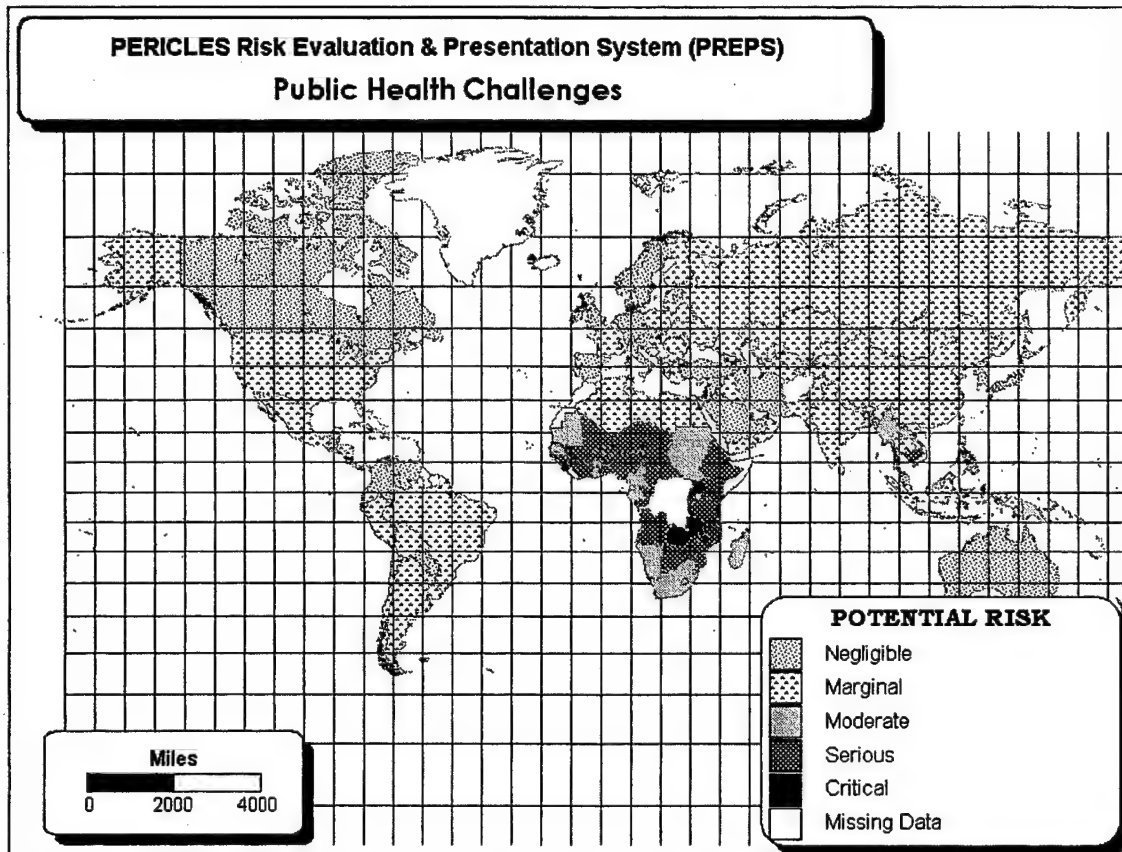 PERICLES Risk Evaluation & Presentation System (PREPS)
Public Health Challenges
POTENTIAL RISK
Negligible
Marginal
Moderate
Serious
Critical
Missing Data
Miles
0 2000 4000